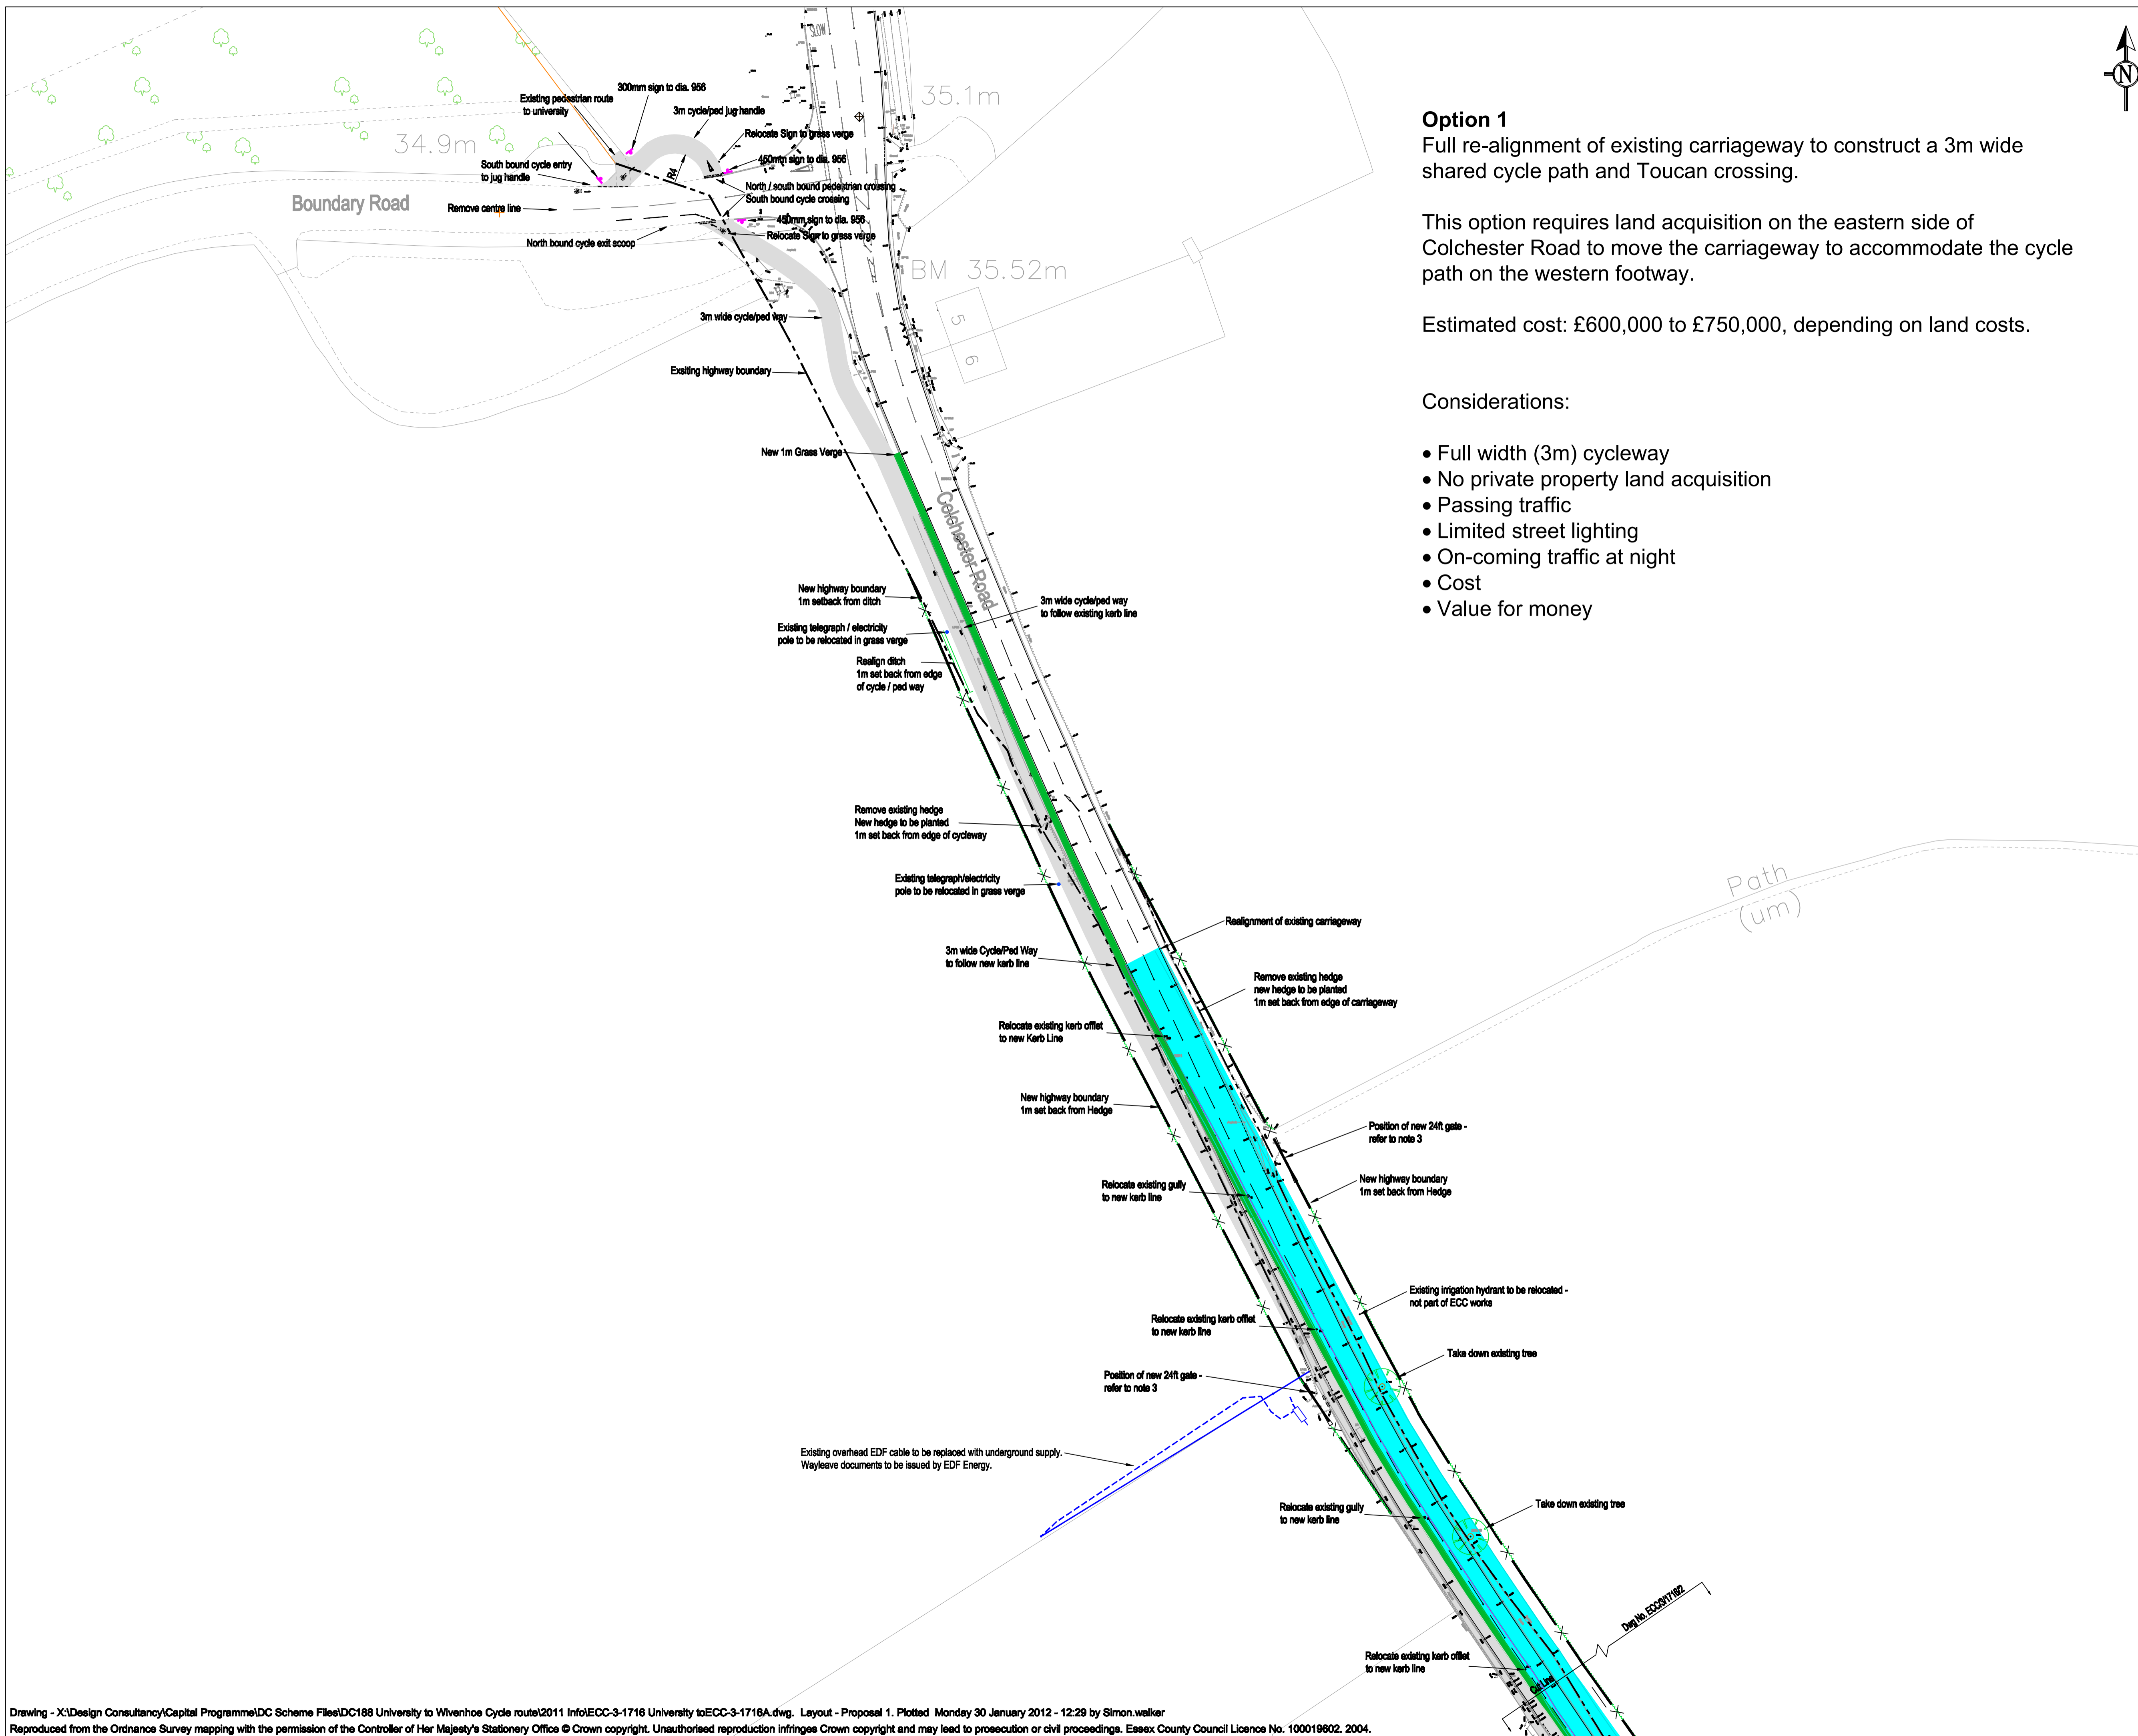 SLOW
N
35.1m
300mm sign to dia. 956
Existing pedestrian route
to university
3m cycle/ped jug handle
Relocate Sign to grass verge
34.9m
450mm sign to dia. 956
South bound cycle entry
to jug handle
R4
North / south bound pedestrian crossing
South bound cycle crossing
Boundary Road
Remove centre line
450mm sign to dia. 956
Relocate Sign to grass verge
North bound cycle exit scoop
BM 35.52m
5
6
3m wide cycle/ped way
Exsiting highway boundary
New 1m Grass Verge
Colchester Road
New highway boundary
1m setback from ditch
3m wide cycle/ped way
to follow existing kerb line
Existing telegraph / electricity
pole to be relocated in grass verge
Realign ditch
1m set back from edge
of cycle / ped way
Remove existing hedge
New hedge to be planted
1m set back from edge of cycleway
Existing telegraph/electricity
pole to be relocated in grass verge
Path
(um)
Realignment of existing carriageway
3m wide Cycle/Ped Way
to follow new kerb line
Remove existing hedge
new hedge to be planted
1m set back from edge of carriageway
Relocate existing kerb offlet
to new Kerb Line
New highway boundary
1m set back from Hedge
Position of new 24ft gate -
refer to note 3
Relocate existing gully
to new kerb line
New highway boundary
1m set back from Hedge
Existing irrigation hydrant to be relocated -
not part of ECC works
Relocate existing kerb offlet
to new kerb line
Take down existing tree
Position of new 24ft gate -
refer to note 3
Existing overhead EDF cable to be replaced with underground supply.
Wayleave documents to be issued by EDF Energy.
Relocate existing gully
to new kerb line
Take down existing tree
Dwg No. ECC/3/1716/2
Relocate existing kerb offlet
to new kerb line
Cut Line
Option 1
Full re-alignment of existing carriageway to construct a 3m wide
shared cycle path and Toucan crossing.
This option requires land acquisition on the eastern side of
Colchester Road to move the carriageway to accommodate the cycle
path on the western footway.
Estimated cost: £600,000 to £750,000, depending on land costs.
Considerations:
• Full width (3m) cycleway
• No private property land acquisition
• Passing traffic
• Limited street lighting
• On-coming traffic at night
• Cost
• Value for money
Drawing - X:\Design Consultancy\Capital Programme\DC Scheme Files\DC188 University to Wivenhoe Cycle route\2011 Info\ECC-3-1716 University toECC-3-1716A.dwg. Layout - Proposal 1. Plotted Monday 30 January 2012 - 12:29 by Simon.walker
Reproduced from the Ordnance Survey mapping with the permission of the Controller of Her Majesty's Stationery Office © Crown copyright. Unauthorised reproduction infringes Crown copyright and may lead to prosecution or civil proceedings. Essex County Council Licence No. 100019602. 2004.